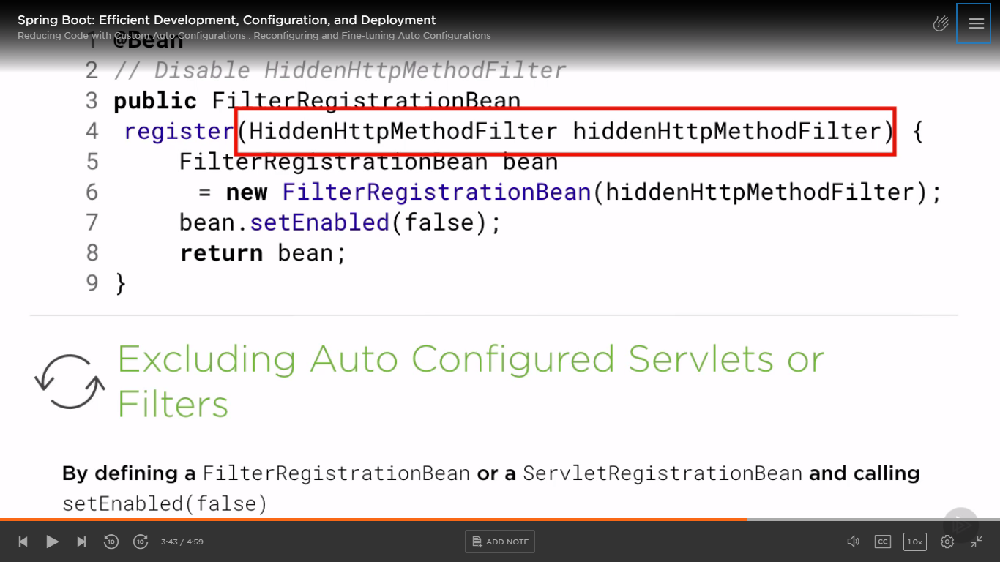 Spring Boot: Efficient Development, Configuration, and Deployment
Reducing Code with Custom Auto Configurations : Reconfiguring and Fine-tuning Auto Configurations
1 @Bean
2 // Disable HiddenHttpMethodFilter
3 public FilterRegistrationBean
4 register(HiddenHttpMethodFilter hiddenHttpMethodFilter) {
5 FilterRegistrationBean bean
6 = new FilterRegistrationBean(hiddenHttpMethodFilter);
7 bean.setEnabled(false);
8 return bean;
9 }
Excluding Auto Configured Servlets or
Filters
By defining a FilterRegistrationBean or a ServletRegistrationBean and calling
setEnabled(false)
10 10 3:43 / 4:59 ADD NOTE CC 1.0x